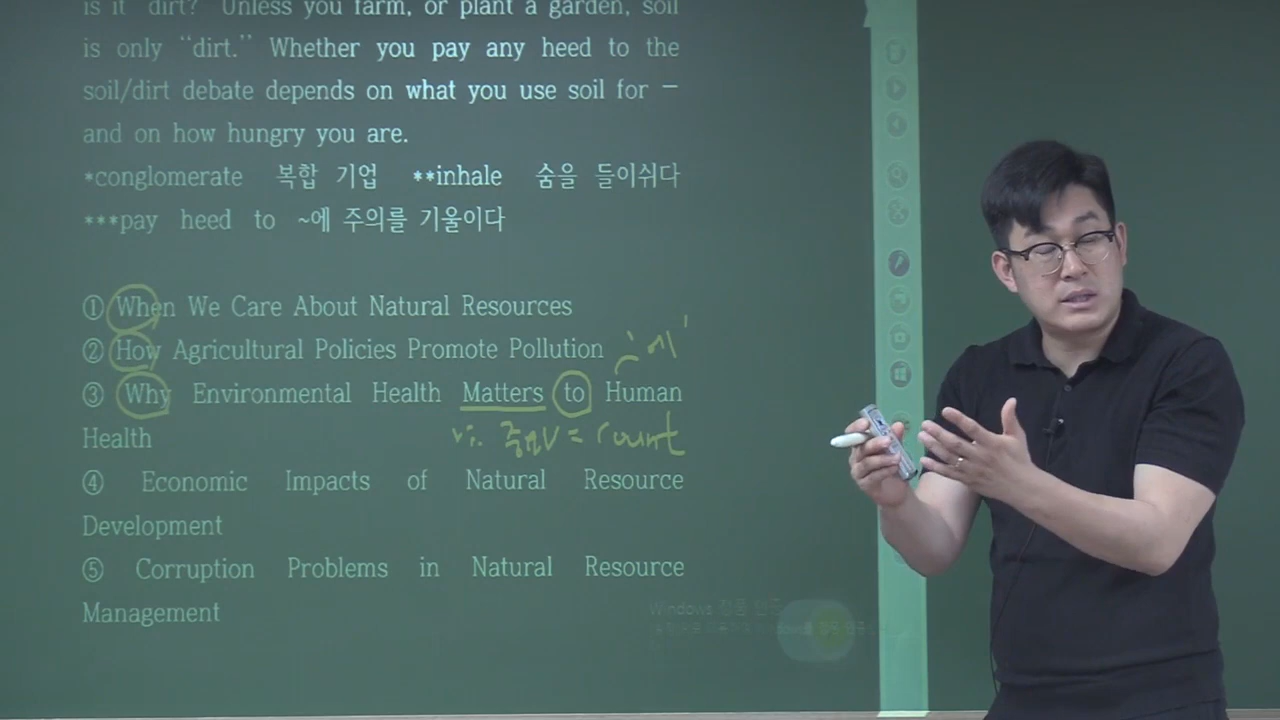 is it "dirt?" Unless you farm, or plant a garden, soil
is only "dirt." Whether you pay any heed to the
soil/dirt debate depends on what you use soil for –
and on how hungry you are.
*conglomerate 복합 기업 **inhale 숨을 들이쉬다
***pay heed to ~에 주의를 기울이다
① When We Care About Natural Resources
② How Agricultural Policies Promote Pollution
③ Why Environmental Health Matters to Human
Health
vi. 중요 = count
④ Economic Impacts of Natural Resource
Development
⑤ Corruption Problems in Natural Resource
Management
Windows 정품 인증